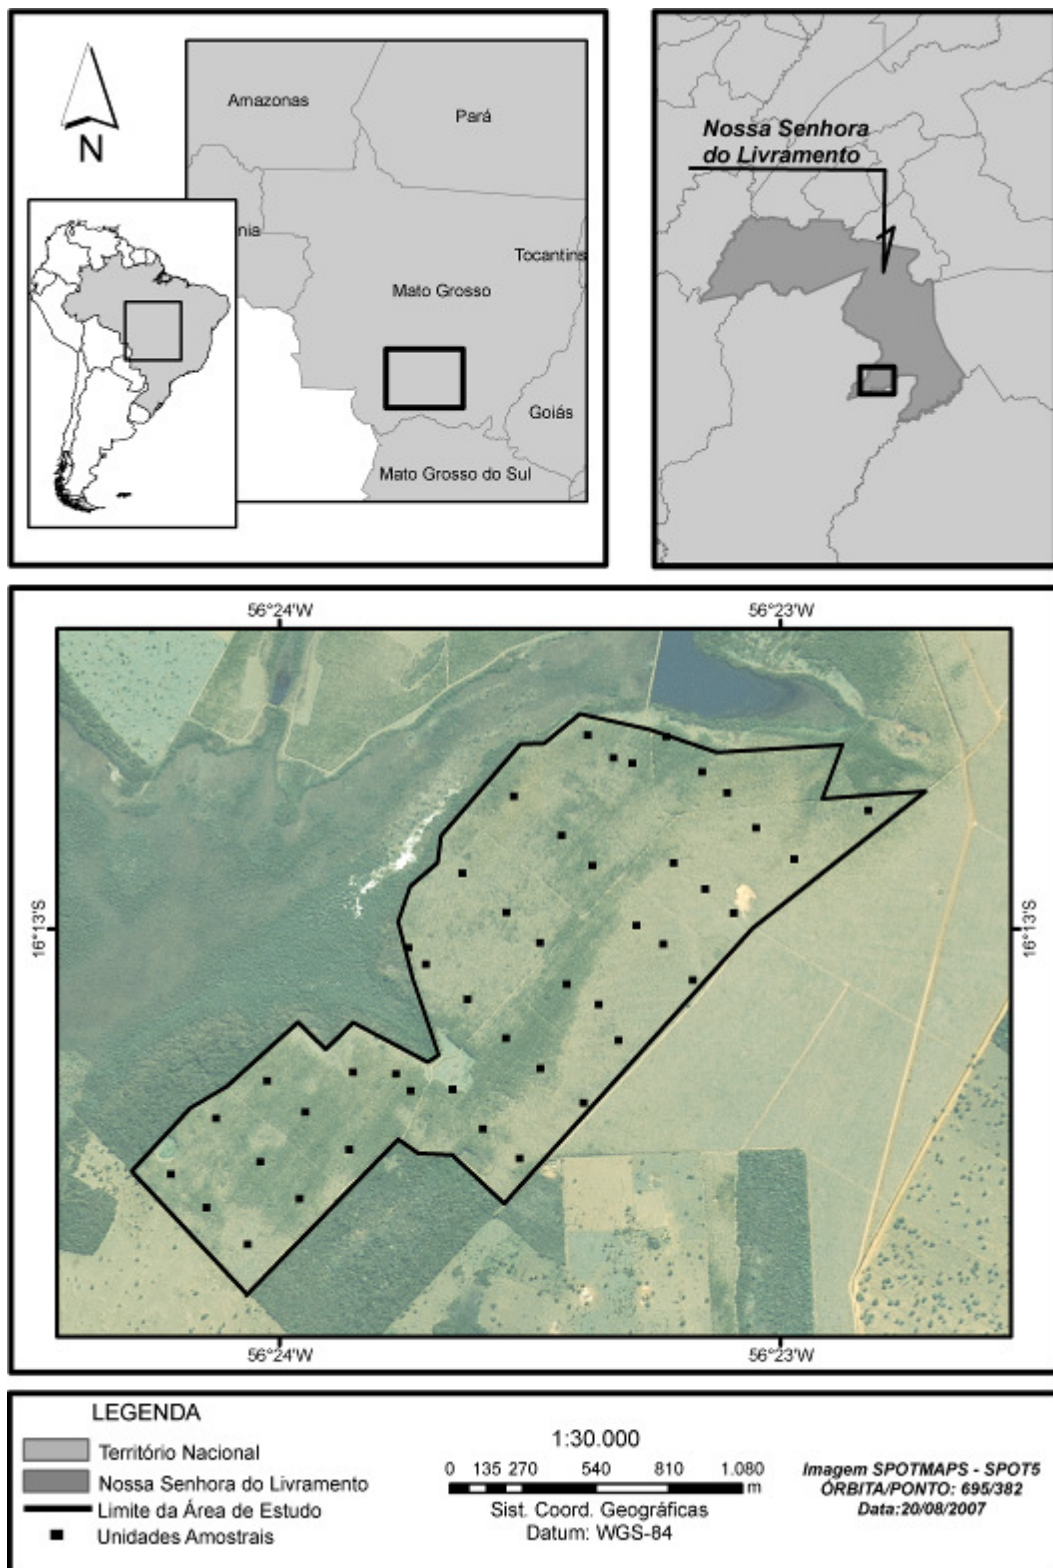 Amazonas
Pará
N
nia
Tocantins
Mato Grosso
Goiás
Mato Grosso do Sul
Nossa Senhora
do Livramento
56°24'W
56°23'W
16°13'S
16°13'S
56°24'W
56°23'W
LEGENDA
Território Nacional
Nossa Senhora do Livramento
Limite da Área de Estudo
Unidades Amostrais
1:30.000
0 135 270 540 810 1.080
m
Sist. Coord. Geográficas
Datum: WGS-84
Imagem SPOTMAPS - SPOT5
ÓRBITA/PONTO: 695/382
Data:20/08/2007